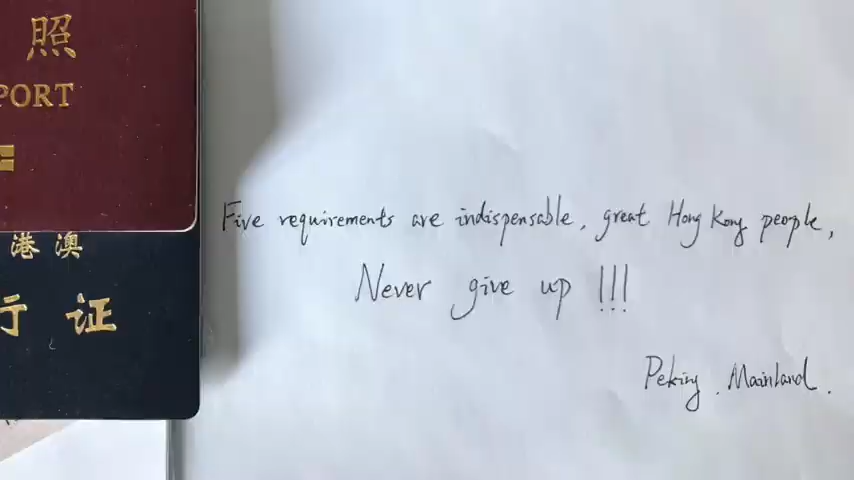 照
PORT
港澳
行证
Five requirements are indispensable, great Hong Kong people,
Never give up !!!
Peking . Mainland .